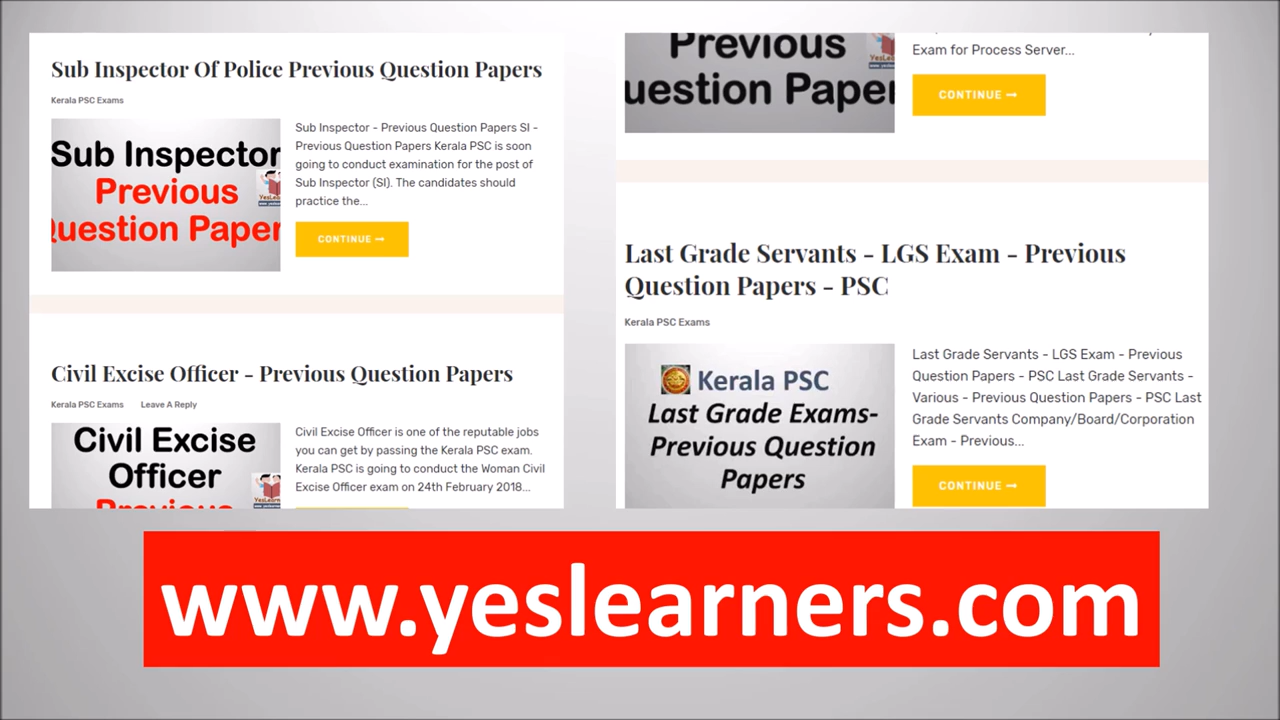 Sub Inspector Of Police Previous Question Papers
Kerala PSC Exams
Sub Inspector
Previous
Question Paper
YesLea
Sub Inspector - Previous Question Papers SI -
Previous Question Papers Kerala PSC is soon
going to conduct examination for the post of
Sub Inspector (SI). The candidates should
practice the...
CONTINUE →
Civil Excise Officer - Previous Question Papers
Kerala PSC Exams Leave A Reply
Civil Excise
Officer
Previous
YesLearn
Civil Excise Officer is one of the reputable jobs
you can get by passing the Kerala PSC exam.
Kerala PSC is going to conduct the Woman Civil
Excise Officer exam on 24th February 2018...
Previous
uestion Paper
Exam for Process Server...
CONTINUE →
Last Grade Servants - LGS Exam - Previous
Question Papers - PSC
Kerala PSC Exams
Kerala PSC
Last Grade Exams-
Previous Question
Papers
Last Grade Servants - LGS Exam - Previous
Question Papers - PSC Last Grade Servants -
Various - Previous Question Papers - PSC Last
Grade Servants Company/Board/Corporation
Exam - Previous...
CONTINUE →
www.yeslearners.com